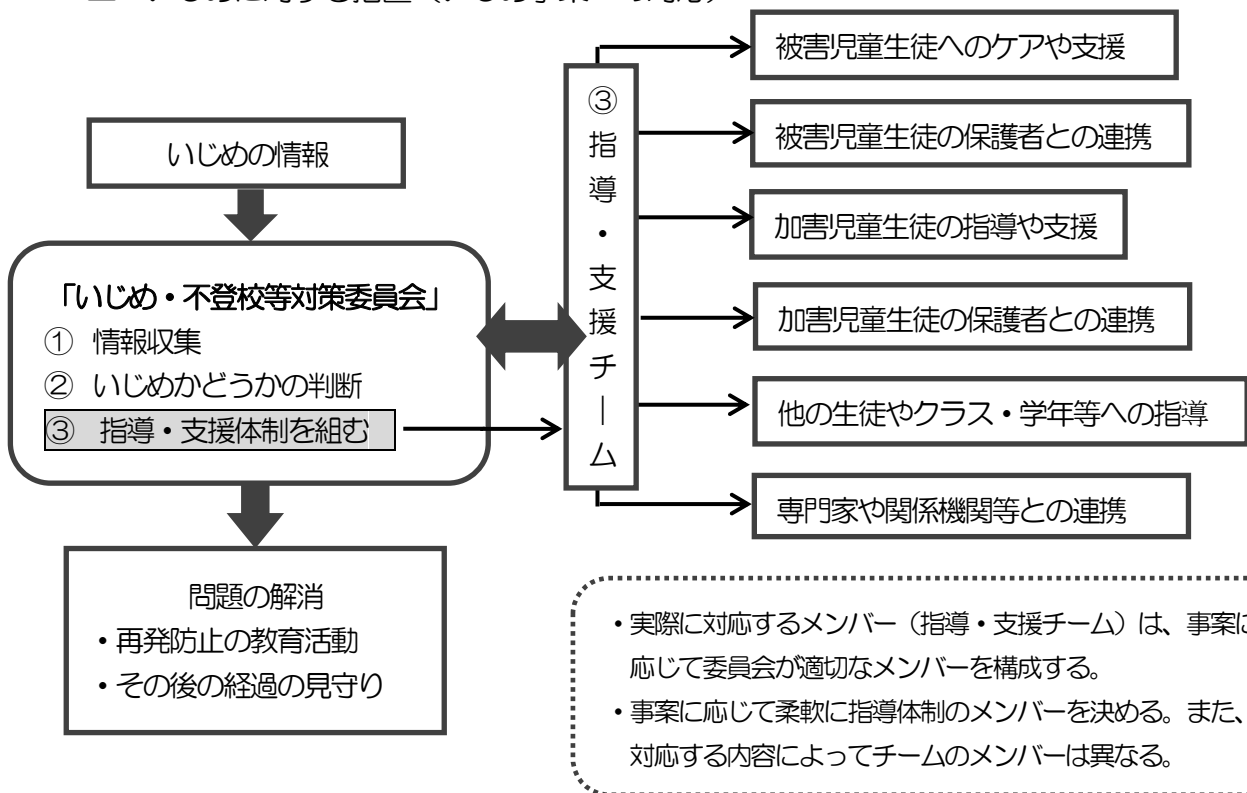 いじめの情報
「いじめ・不登校等対策委員会」
① 情報収集
② いじめかどうかの判断
③ 指導・支援体制を組む
問題の解消
・再発防止の教育活動
・その後の経過の見守り
③指導・支援チーム
被害児童生徒へのケアや支援
被害児童生徒の保護者との連携
加害児童生徒の指導や支援
加害児童生徒の保護者との連携
他の生徒やクラス・学年等への指導
専門家や関係機関等との連携
・実際に対応するメンバー（指導・支援チーム）は、事案に
応じて委員会が適切なメンバーを構成する。
・事案に応じて柔軟に指導体制のメンバーを決める。また、
対応する内容によってチームのメンバーは異なる。